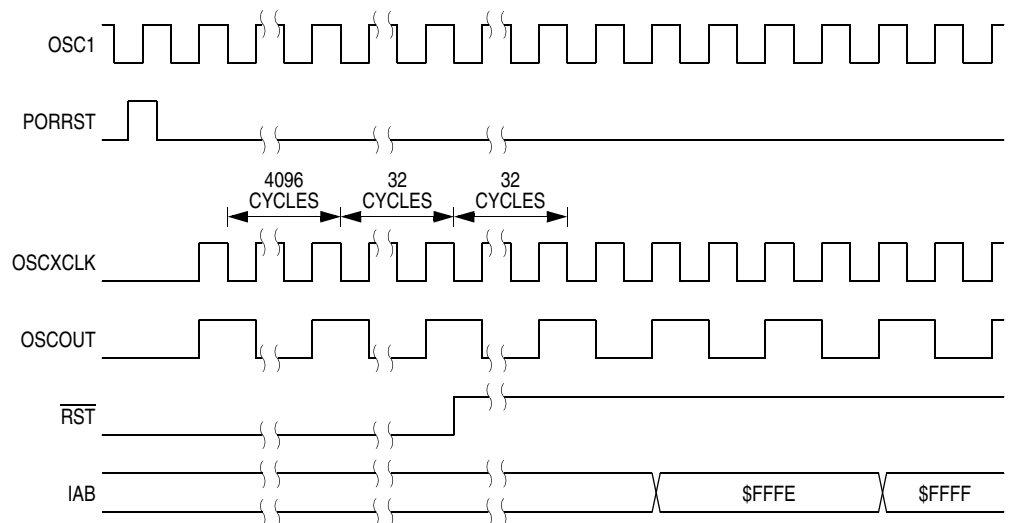 OSC1
PORRST
4096
CYCLES
32
CYCLES
32
CYCLES
OSCXCLK
OSCOUT
RST
IAB
$FFFE
$FFFF